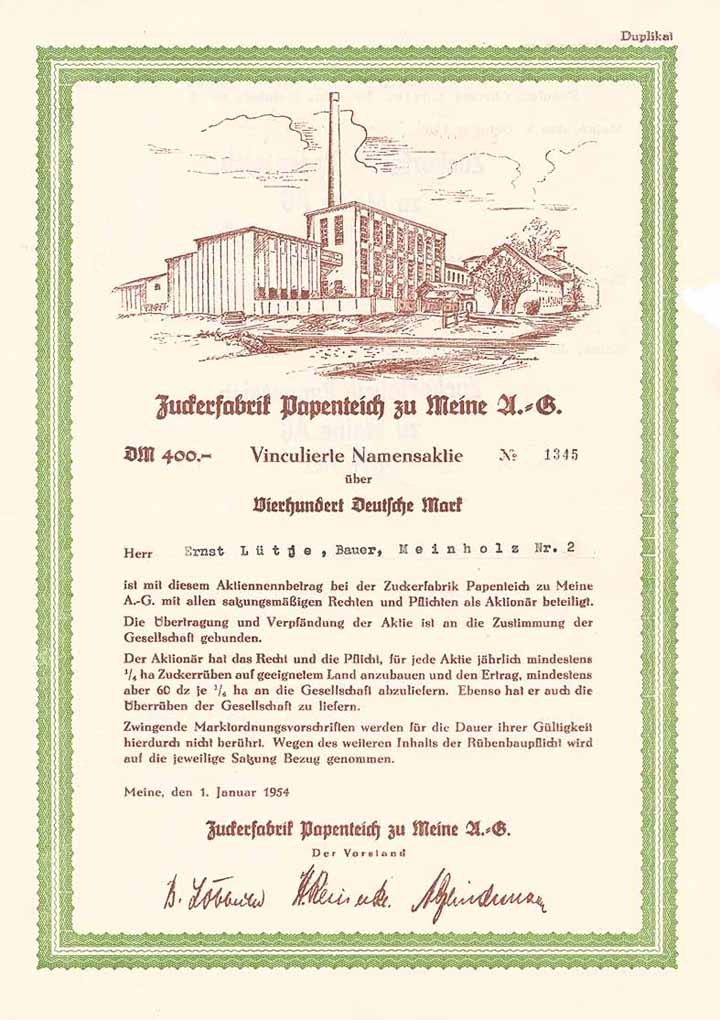 Duplikat
Zuckerfabrik Papenteich zu Meine A.=G.
DM 400.- Vinculierte Namensaktie № 1345
über
Vierhundert Deutsche Mark
Herr Ernst Lütje, Bauer, Meinholz Nr. 2
ist mit diesem Aktiennennbetrag bei der Zuckerfabrik Papenteich zu Meine
A.-G. mit allen satzungsmäßigen Rechten und Pflichten als Aktionär beteiligt.
Die Übertragung und Verpfändung der Aktie ist an die Zustimmung der
Gesellschaft gebunden.
Der Aktionär hat das Recht und die Pflicht, für jede Aktie jährlich mindestens
³/₄ ha Zuckerrüben auf geeignetem Land anzubauen und den Ertrag, mindestens
aber 60 dz je ³/₄ ha an die Gesellschaft abzuliefern. Ebenso hat er auch die
Überrüben der Gesellschaft zu liefern.
Zwingende Marktordnungsvorschriften werden für die Dauer ihrer Gültigkeit
hierdurch nicht berührt. Wegen des weiteren Inhalts der Rübenbaupflicht wird
auf die jeweilige Satzung Bezug genommen.
Meine, den 1. Januar 1954
Zuckerfabrik Papenteich zu Meine A.=G.
Der Vorstand